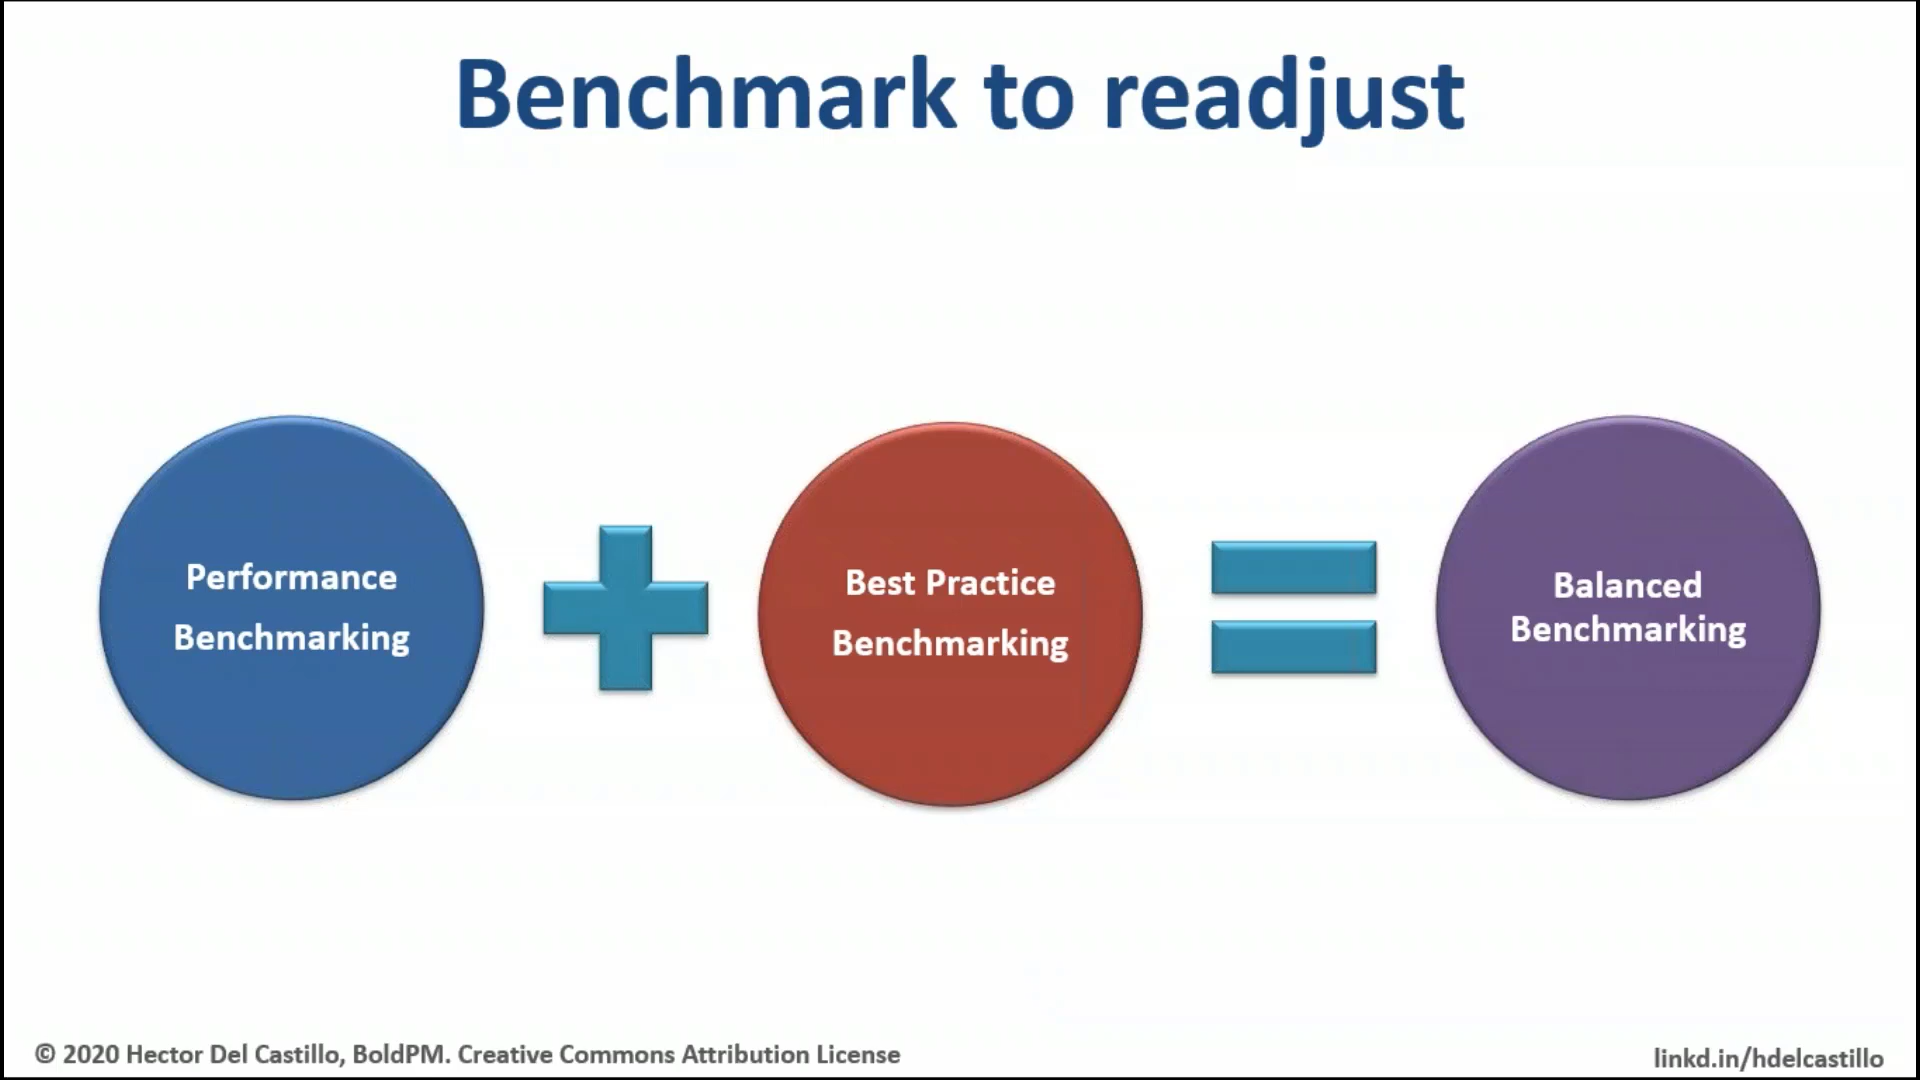 Benchmark to readjust
Performance
Benchmarking
Best Practice
Benchmarking
Balanced
Benchmarking
© 2020 Hector Del Castillo, BoldPM. Creative Commons Attribution License
linkd.in/hdelcastillo